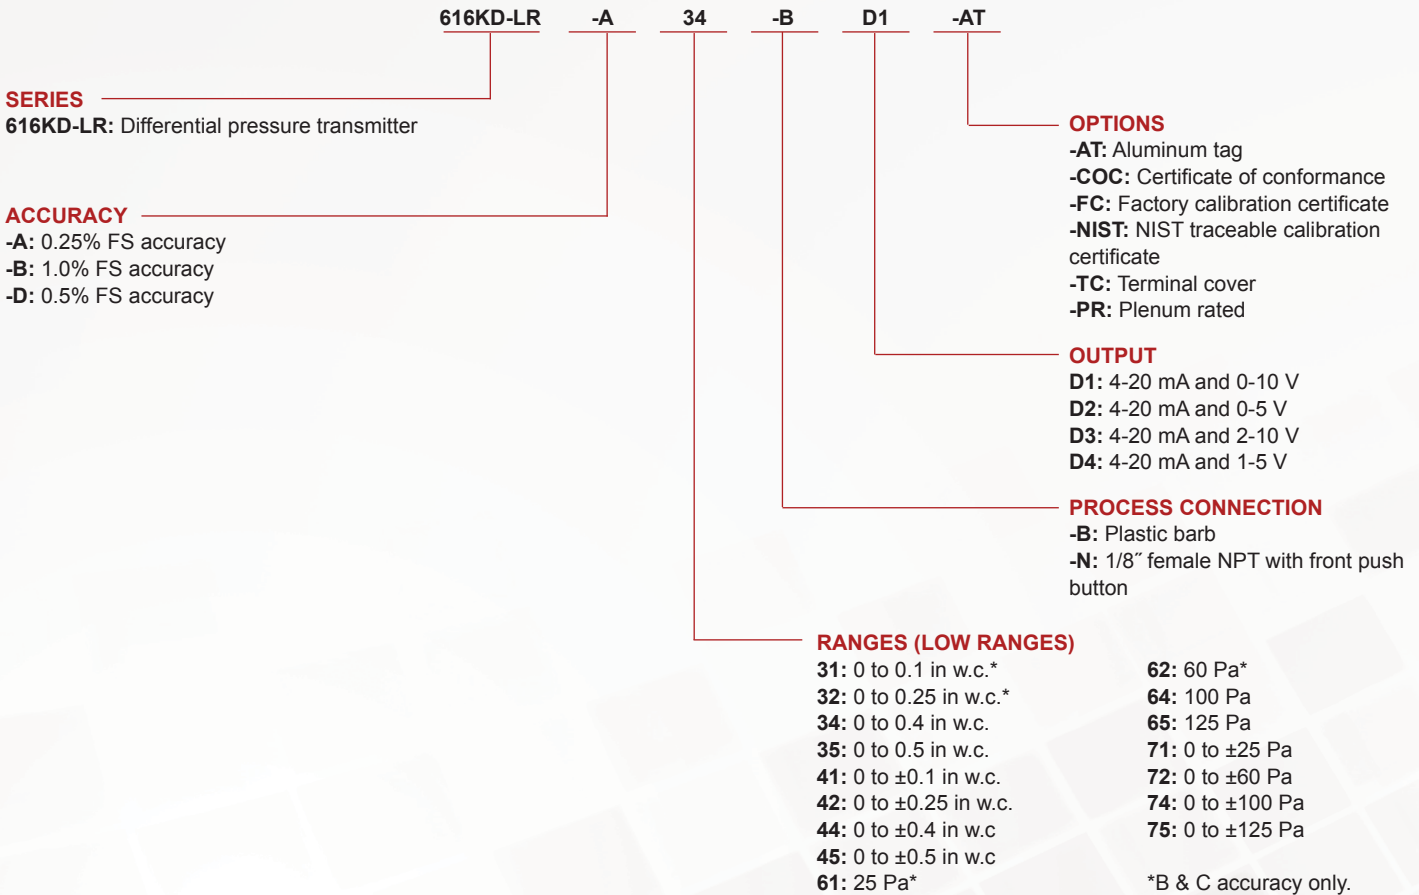 616KD-LR -A 34 -B D1 -AT
SERIES
616KD-LR: Differential pressure transmitter
ACCURACY
-A: 0.25% FS accuracy
-B: 1.0% FS accuracy
-D: 0.5% FS accuracy
OPTIONS
-AT: Aluminum tag
-COC: Certificate of conformance
-FC: Factory calibration certificate
-NIST: NIST traceable calibration
certificate
-TC: Terminal cover
-PR: Plenum rated
OUTPUT
D1: 4-20 mA and 0-10 V
D2: 4-20 mA and 0-5 V
D3: 4-20 mA and 2-10 V
D4: 4-20 mA and 1-5 V
PROCESS CONNECTION
-B: Plastic barb
-N: 1/8˝ female NPT with front push
button
RANGES (LOW RANGES)
31: 0 to 0.1 in w.c.*
32: 0 to 0.25 in w.c.*
34: 0 to 0.4 in w.c.
35: 0 to 0.5 in w.c.
41: 0 to ±0.1 in w.c.
42: 0 to ±0.25 in w.c.
44: 0 to ±0.4 in w.c
45: 0 to ±0.5 in w.c
61: 25 Pa*
62: 60 Pa*
64: 100 Pa
65: 125 Pa
71: 0 to ±25 Pa
72: 0 to ±60 Pa
74: 0 to ±100 Pa
75: 0 to ±125 Pa
*B & C accuracy only.